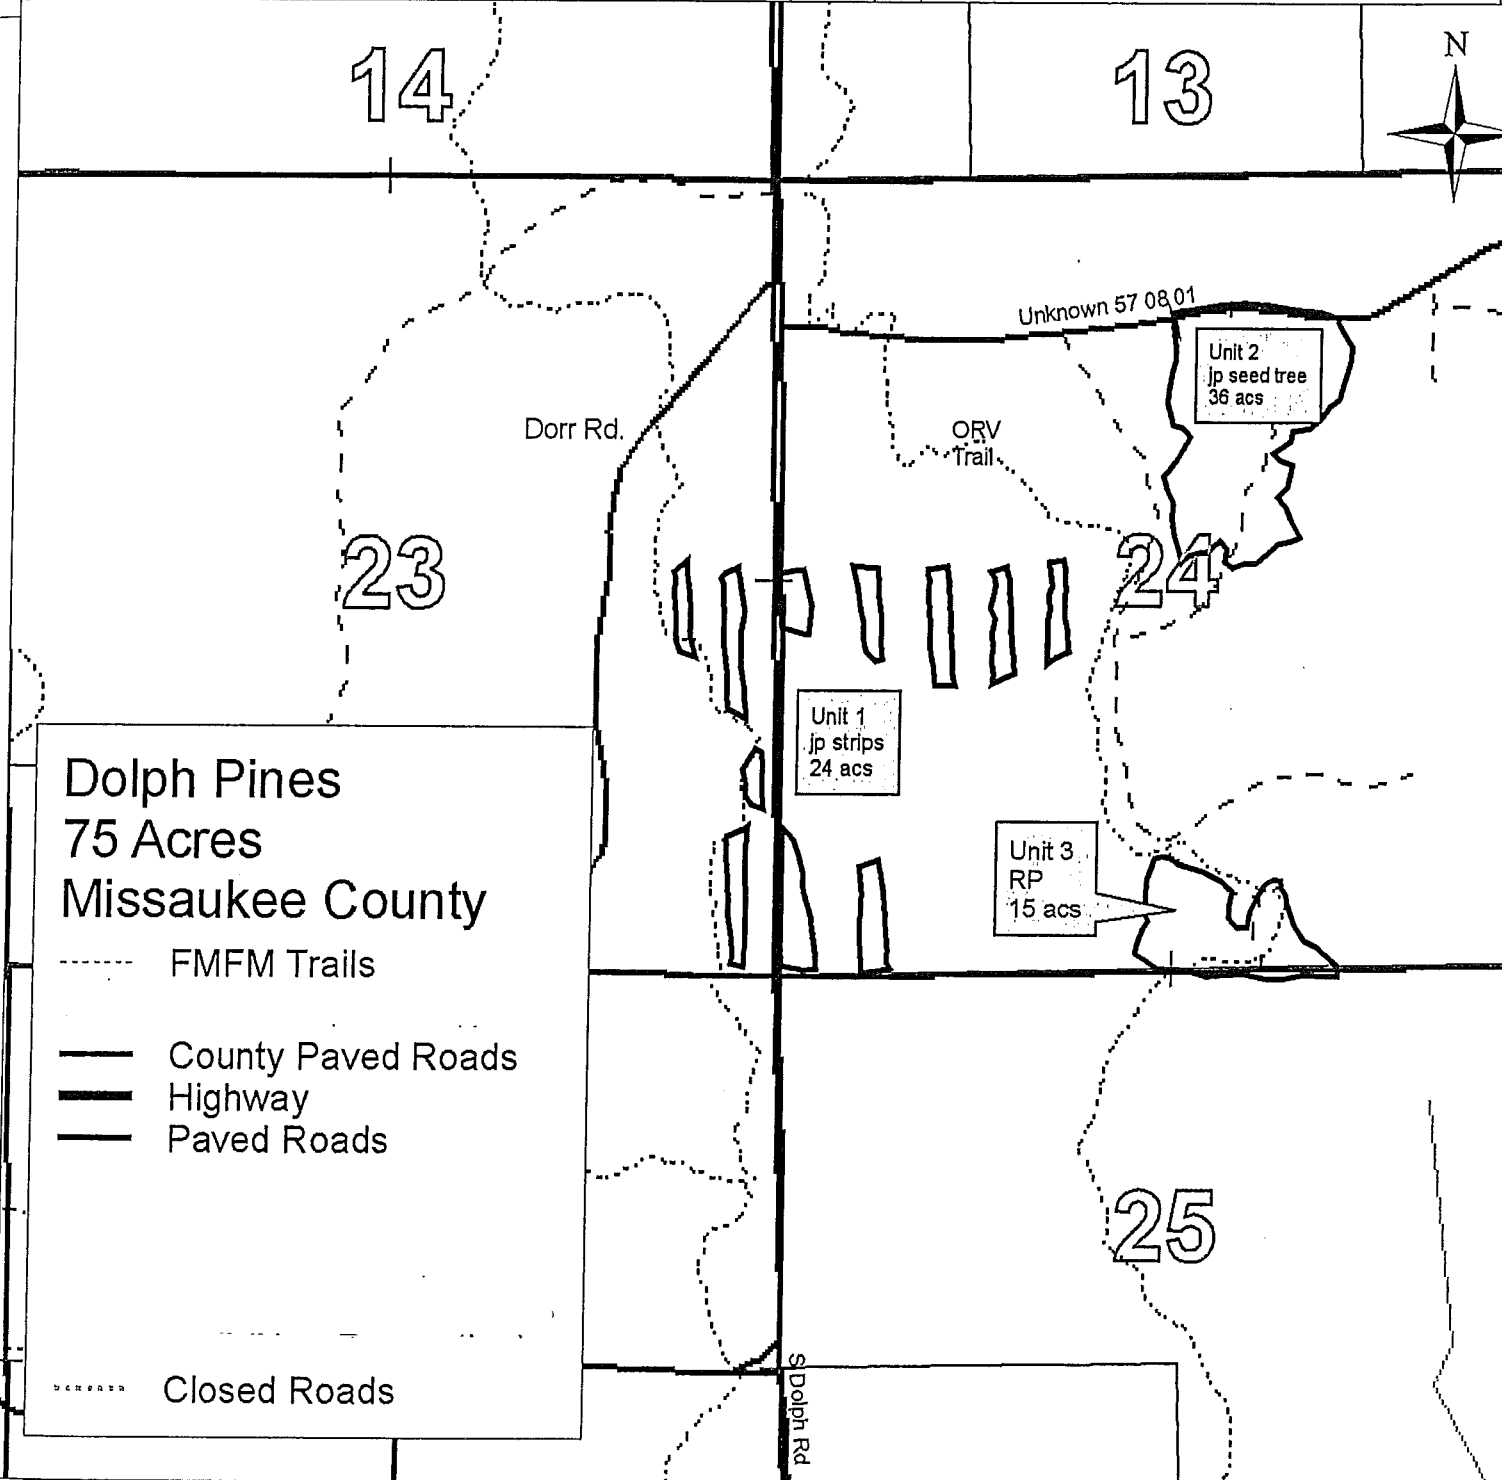 14
13
N
Unknown 57 08 01
Unit 2
jp seed tree
36 acs
Dorr Rd.
ORV
Trail
23
24
Unit 1
jp strips
24 acs
Dolph Pines
75 Acres
Missaukee County
FMFM Trails
County Paved Roads
Highway
Paved Roads
Closed Roads
Unit 3
RP
15 acs
25
S Dolph Rd